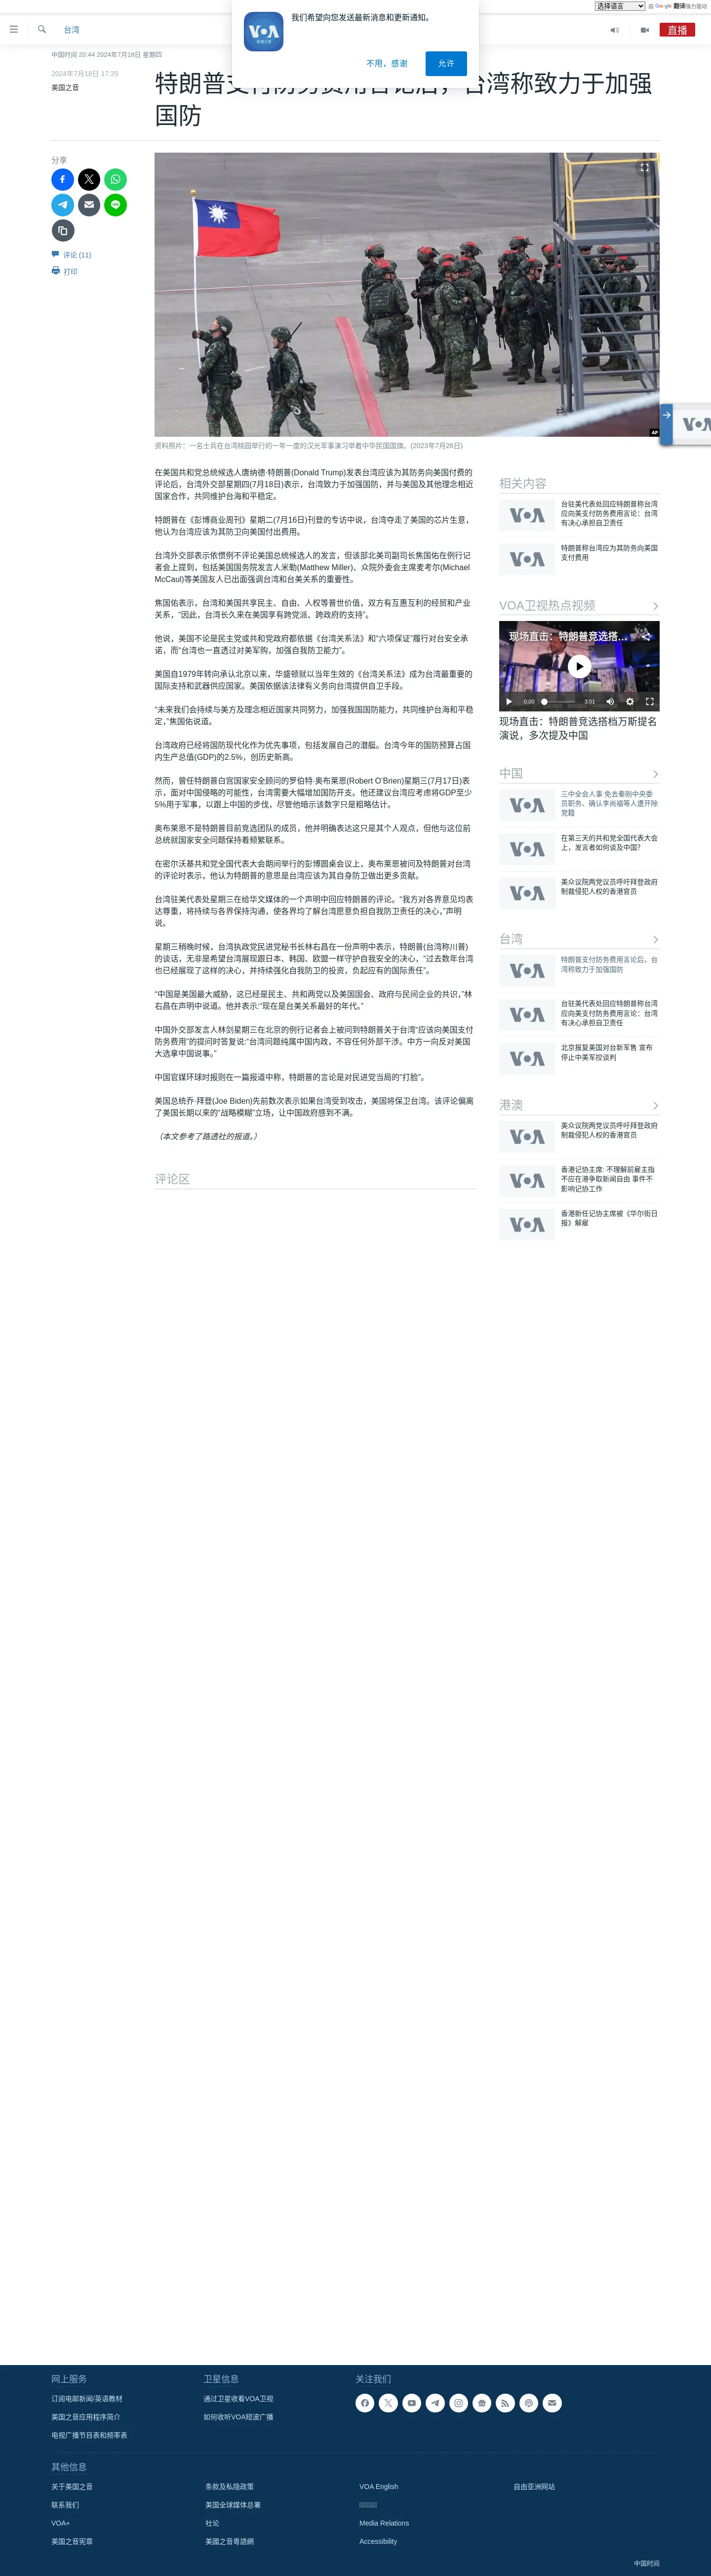 选择语言
由 Google 翻译强力驱动
台湾
直播
VOA
美国之音
我们希望向您发送最新消息和更新通知。
不用，感谢
允许
中国时间 20:44 2024年7月18日 星期四
2024年7月18日 17:35
美国之音
特朗普支付防务费用言论后，台湾称致力于加强
国防
分享
评论 (11)
打印
AP
资料照片：一名士兵在台湾桃园举行的一年一度的汉光军事演习举着中华民国国旗。(2023年7月26日)
在美国共和党总统候选人唐纳德·特朗普(Donald Trump)发表台湾应该为其防务向美国付费的
评论后，台湾外交部星期四(7月18日)表示，台湾致力于加强国防，并与美国及其他理念相近
国家合作，共同维护台海和平稳定。
特朗普在《彭博商业周刊》星期二(7月16日)刊登的专访中说，台湾夺走了美国的芯片生意，
他认为台湾应该为其防卫向美国付出费用。
台湾外交部表示依惯例不评论美国总统候选人的发言，但该部北美司副司长焦国佑在例行记
者会上提到，包括美国国务院发言人米勒(Matthew Miller)、众院外委会主席麦考尔(Michael
McCaul)等美国友人已出面强调台湾和台美关系的重要性。
焦国佑表示，台湾和美国共享民主、自由、人权等普世价值，双方有互惠互利的经贸和产业
关系，“因此，台湾长久来在美国享有跨党派、跨政府的支持”。
他说，美国不论是民主党或共和党政府都依据《台湾关系法》和“六项保证”履行对台安全承
诺，而“台湾也一直透过对美军购，加强自我防卫能力”。
美国自1979年转向承认北京以来，华盛顿就以当年生效的《台湾关系法》成为台湾最重要的
国际支持和武器供应国家。美国依据该法律有义务向台湾提供自卫手段。
“未来我们会持续与美方及理念相近国家共同努力，加强我国国防能力，共同维护台海和平稳
定，”焦国佑说道。
台湾政府已经将国防现代化作为优先事项，包括发展自己的潜艇。台湾今年的国防预算占国
内生产总值(GDP)的2.5%，创历史新高。
然而，曾任特朗普白宫国家安全顾问的罗伯特·奥布莱恩(Robert O’Brien)星期三(7月17日)表
示，面对中国侵略的可能性，台湾需要大幅增加国防开支。他还建议台湾应考虑将GDP至少
5%用于军事，以跟上中国的步伐，尽管他暗示该数字只是粗略估计。
奥布莱恩不是特朗普目前竞选团队的成员，他并明确表达这只是其个人观点，但他与这位前
总统就国家安全问题保持着频繁联系。
在密尔沃基共和党全国代表大会期间举行的彭博圆桌会议上，奥布莱恩被问及特朗普对台湾
的评论时表示，他认为特朗普的意思是台湾应该为其自身防卫做出更多贡献。
台湾驻美代表处星期三在给华文媒体的一个声明中回应特朗普的评论。“我方对各界意见均表
达尊重，将持续与各界保持沟通，使各界均了解台湾愿意负担自我防卫责任的决心，”声明
说。
星期三稍晚时候，台湾执政党民进党秘书长林右昌在一份声明中表示，特朗普(台湾称川普)
的谈话，无非是希望台湾展现跟日本、韩国、欧盟一样守护自我安全的决心，“过去数年台湾
也已经展现了这样的决心，并持续强化自我防卫的投资，负起应有的国际责任”。
“中国是美国最大威胁，这已经是民主、共和两党以及美国国会、政府与民间企业的共识，”林
右昌在声明中说道。他并表示:“现在是台美关系最好的年代。”
中国外交部发言人林剑星期三在北京的例行记者会上被问到特朗普关于台湾“应该向美国支付
防务费用”的提问时答复说:“台湾问题纯属中国内政，不容任何外部干涉。中方一向反对美国
大选拿中国说事。”
中国官媒环球时报则在一篇报道中称，特朗普的言论是对民进党当局的“打脸”。
美国总统乔·拜登(Joe Biden)先前数次表示如果台湾受到攻击，美国将保卫台湾。该评论偏离
了美国长期以来的“战略模糊”立场，让中国政府感到不满。
（本文参考了路透社的报道。）
评论区
相关内容
VOA
台驻美代表处回应特朗普称台湾
应向美支付防务费用言论：台湾
有决心承担自卫责任
VOA
特朗普称台湾应为其防务向美国
支付费用
VOA卫视热点视频
现场直击：特朗普竞选搭...
0:00
3:01
现场直击：特朗普竞选搭档万斯提名
演说，多次提及中国
中国
VOA
三中全会人事 免去秦刚中央委
员职务、确认李尚福等人遭开除
党籍
VOA
在第三天的共和党全国代表大会
上，发言者如何谈及中国？
VOA
美众议院两党议员呼吁拜登政府
制裁侵犯人权的香港官员
台湾
VOA
特朗普支付防务费用言论后，台
湾称致力于加强国防
VOA
台驻美代表处回应特朗普称台湾
应向美支付防务费用言论：台湾
有决心承担自卫责任
VOA
北京报复美国对台新军售 宣布
停止中美军控谈判
港澳
VOA
美众议院两党议员呼吁拜登政府
制裁侵犯人权的香港官员
VOA
香港记协主席: 不理解前雇主指
不应在港争取新闻自由 事件不
影响记协工作
VOA
香港新任记协主席被《华尔街日
报》解雇
网上服务
订阅电邮新闻/英语教材
美国之音应用程序简介
电视广播节目表和频率表
卫星信息
通过卫星收看VOA卫视
如何收听VOA短波广播
关注我们
其他信息
关于美国之音
条款及私隐政策
VOA English
自由亚洲网站
联系我们
美国全球媒体总署
VOA+
社论
Media Relations
美国之音宪章
美國之音粵語網
Accessibility
中国时间